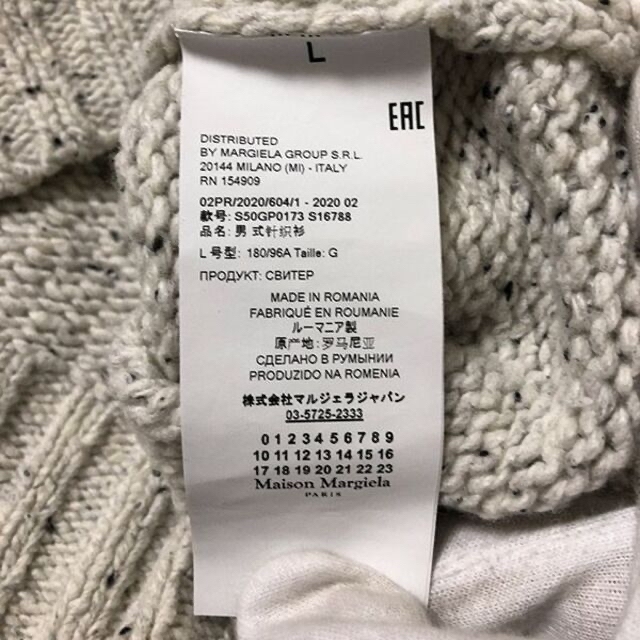 L
EAC
DISTRIBUTED
BY MARGIELA GROUP S.R.L.
20144 MILANO (MI) - ITALY
RN 154909
02PR/2020/604/1 - 2020 02
款号: S50GP0173 S16788
品名: 男式针织衫
L 号型: 180/96A Taille: G
ПРОДУКТ: СВИТЕР
MADE IN ROMANIA
FABRIQUÉ EN ROUMANIE
ルーマニア製
原产地: 罗马尼亚
СДЕЛАНО В РУМЫНИИ
PRODUZIDO NA ROMENIA
株式会社マルジェラジャパン
03-5725-2333
0 1 2 3 4 5 6 7 8 9
10 11 12 13 14 15 16
17 18 19 20 21 22 23
Maison Margiela
PARIS